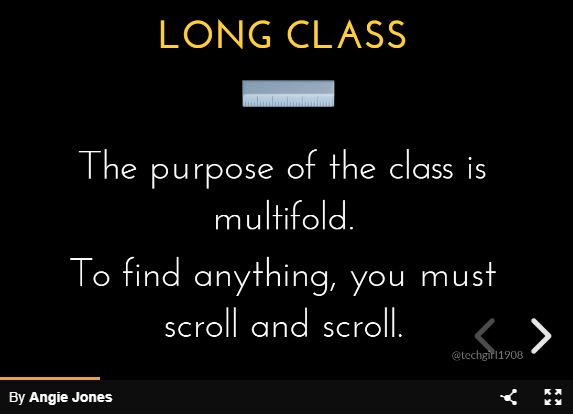 LONG CLASS
The purpose of the class is
multifold.
To find anything, you must
scroll and scroll.
@techgirl1908
By Angie Jones